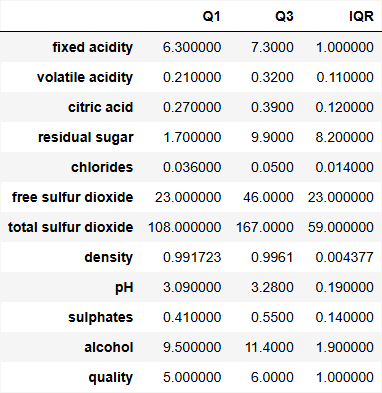 Q1 Q3 IQR
fixed acidity 6.300000 7.3000 1.000000
volatile acidity 0.210000 0.3200 0.110000
citric acid 0.270000 0.3900 0.120000
residual sugar 1.700000 9.9000 8.200000
chlorides 0.036000 0.0500 0.014000
free sulfur dioxide 23.000000 46.0000 23.000000
total sulfur dioxide 108.000000 167.0000 59.000000
density 0.991723 0.9961 0.004377
pH 3.090000 3.2800 0.190000
sulphates 0.410000 0.5500 0.140000
alcohol 9.500000 11.4000 1.900000
quality 5.000000 6.0000 1.000000